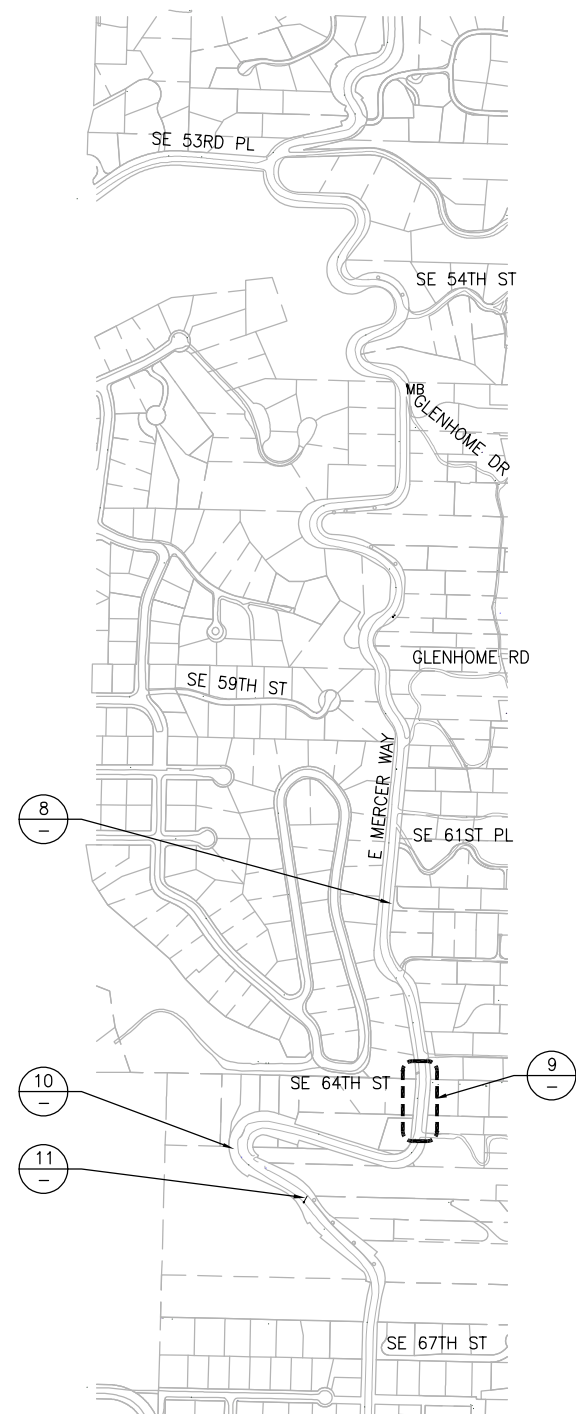 SE 53RD PL
SE 54TH ST
MB
GLENHOME DR
GLENHOME RD
SE 59TH ST
E MERCER WAY
8
–
SE 61ST PL
9
–
SE 64TH ST
10
–
11
–
SE 67TH ST